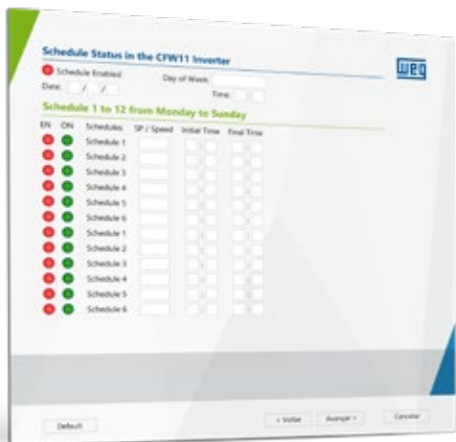 Schedule Status in the CFW11 Inverter
weg
Schedule Enabled
Day of Week:
Date: / /
Time: :
Schedule 1 to 12 from Monday to Sunday
EN ON Schedules SP / Speed Initial Time Final Time
Schedule 1
Schedule 2
Schedule 3
Schedule 4
Schedule 5
Schedule 6
Schedule 1
Schedule 2
Schedule 3
Schedule 4
Schedule 5
Schedule 6
Default
< Voltar
Avançar >
Cancelar